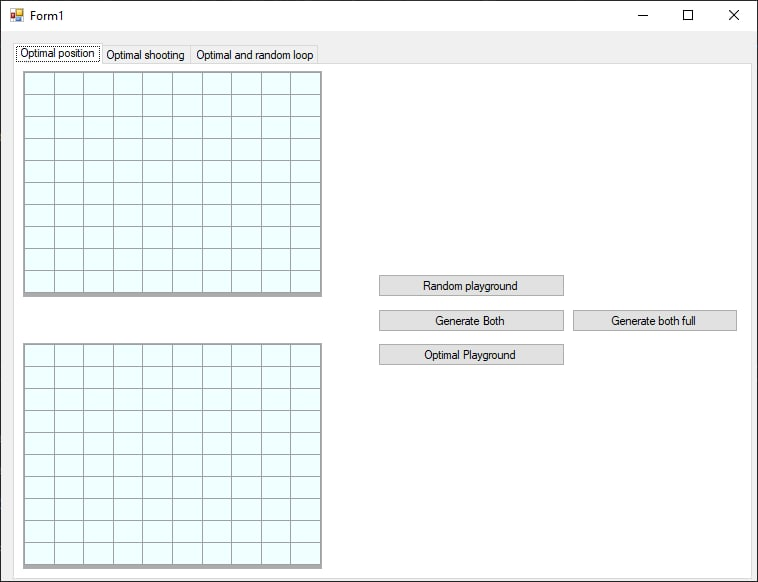 Form1
Optimal position Optimal shooting Optimal and random loop
Random playground
Generate Both Generate both full
Optimal Playground